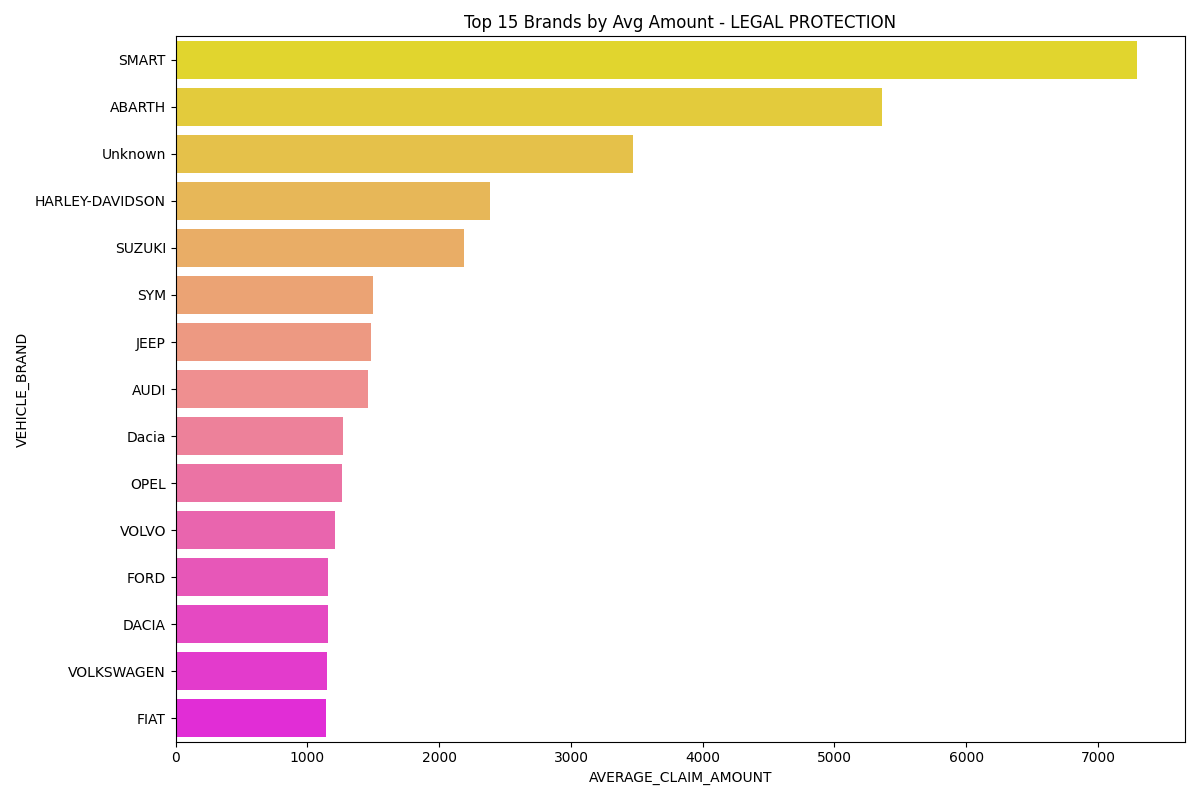 Top 15 Brands by Avg Amount - LEGAL PROTECTION
VEHICLE_BRAND
SMART
ABARTH
Unknown
HARLEY-DAVIDSON
SUZUKI
SYM
JEEP
AUDI
Dacia
OPEL
VOLVO
FORD
DACIA
VOLKSWAGEN
FIAT
0 1000 2000 3000 4000 5000 6000 7000
AVERAGE_CLAIM_AMOUNT